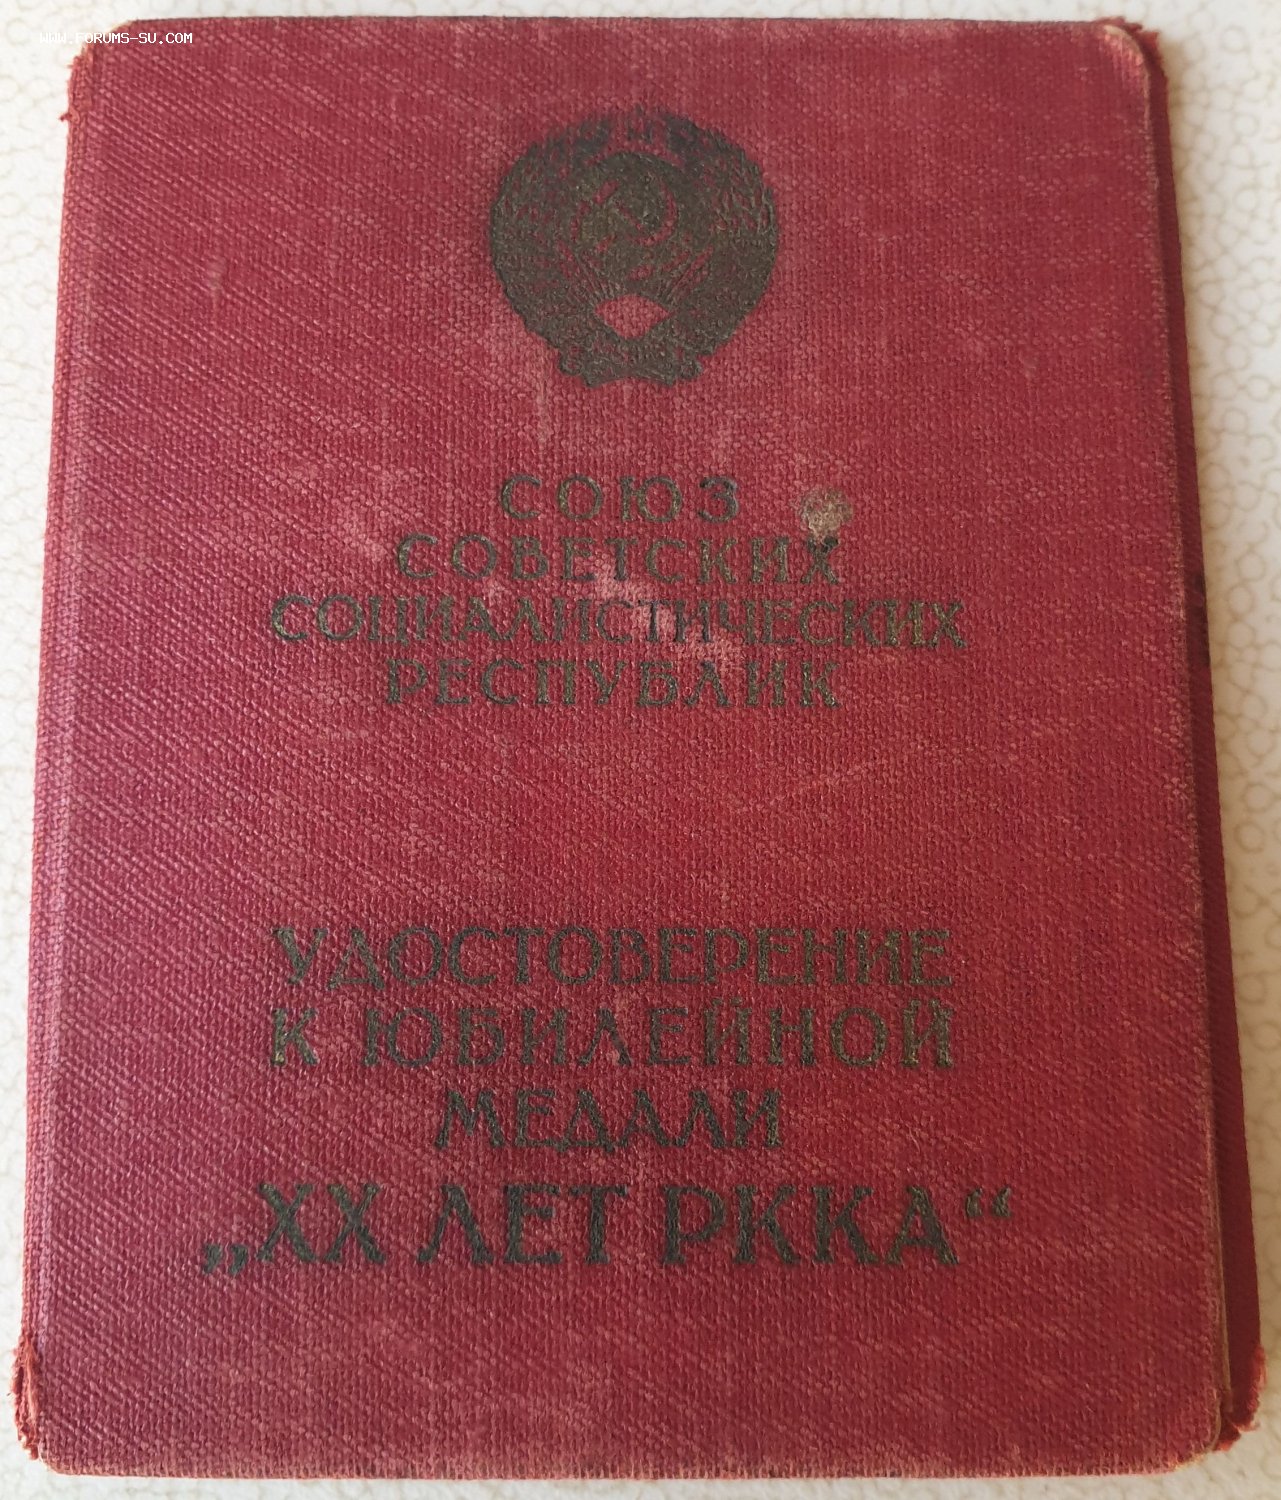 WWW.FORUMS-SU.COM
СОЮЗ
СОВЕТСКИХ
СОЦИАЛИСТИЧЕСКИХ
РЕСПУБЛИК
УДОСТОВЕРЕНИЕ
К ЮБИЛЕЙНОЙ
МЕДАЛИ
„XX ЛЕТ РККА“